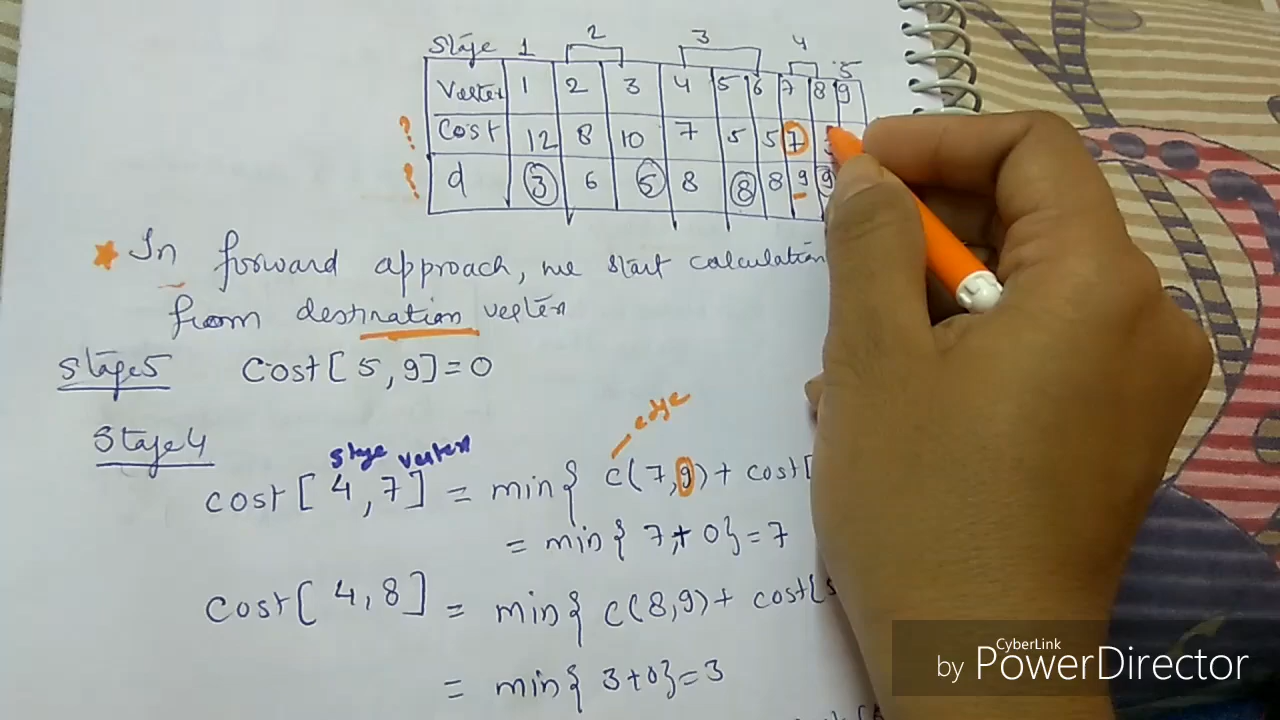 Stage 1 2 3 4 5
Vertex 1 2 3 4 5 6 7 8 9
? Cost 12 8 10 7 5 5 7
? d 3 6 5 8 8 8 9 9
In forward approach, we start calculation
from destination vertex
Stage5 Cost[ 5,9]=0
edge
Stage4
stage vertex
cost[ 4,7] = min{ c(7,9)+ cost[
= min{ 7+ 0}=7
Cost[ 4,8] = min{ c(8,9)+ cost[5
= min{ 3+0}=3
CyberLink
by PowerDirector